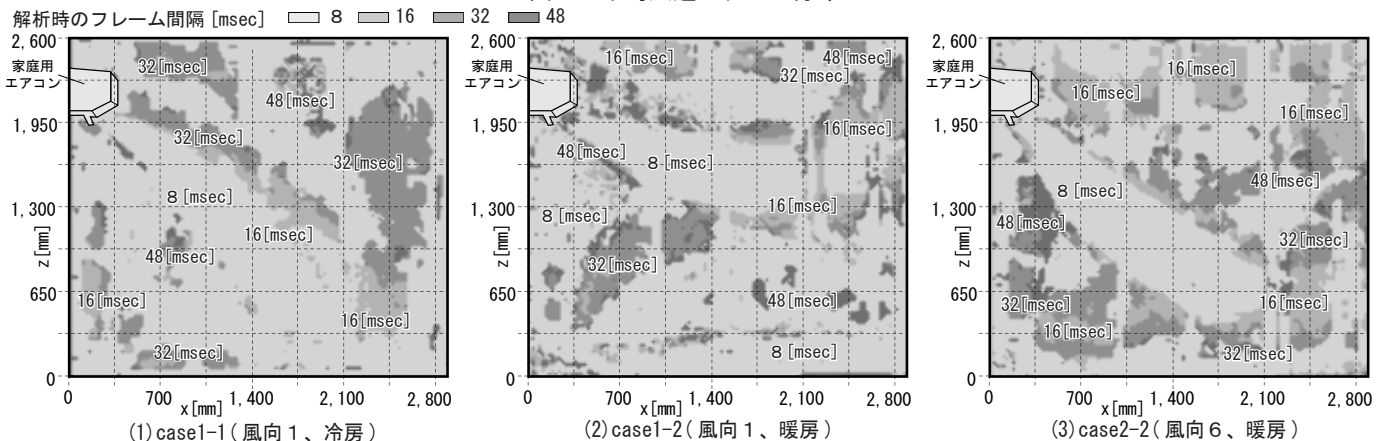 解析時のフレーム間隔 [msec] 8 16 32 48
2,600
1,950
1,300
650
0
z[mm]
家庭用
エアコン
32[msec]
48[msec]
32[msec]
32[msec]
8 [msec]
16[msec]
48[msec]
16[msec]
16[msec]
32[msec]
0 700 1,400 2,100 2,800
x[mm]
(1)case1-1(風向1、冷房)
2,600
1,950
1,300
650
0
z[mm]
家庭用
エアコン
16[msec]
48[msec]
32[msec]
16[msec]
48[msec]
8 [msec]
16[msec]
8 [msec]
32[msec]
48[msec]
8 [msec]
0 700 1,400 2,100 2,800
x[mm]
(2)case1-2(風向1、暖房)
2,600
1,950
1,300
650
0
z[mm]
家庭用
エアコン
16[msec]
16[msec]
16[msec]
8 [msec]
48[msec]
48[msec]
32[msec]
32[msec]
16[msec]
16[msec]
32[msec]
0 700 1,400 2,100 2,800
x[mm]
(3)case2-2(風向6、暖房)